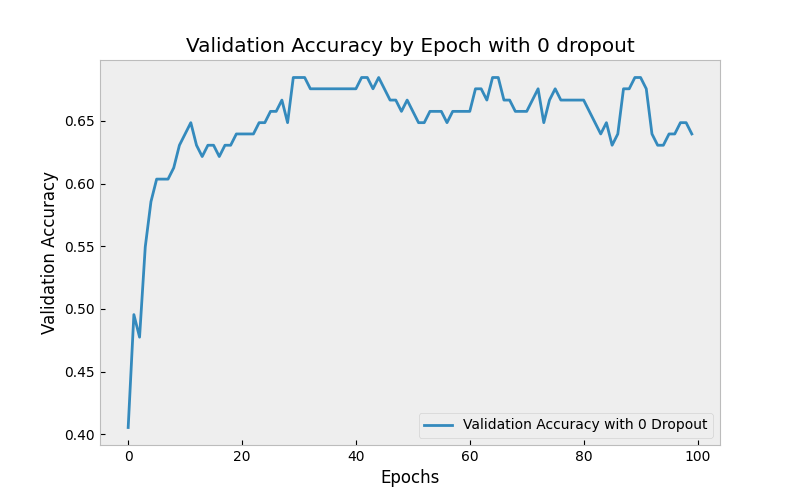 Validation Accuracy by Epoch with 0 dropout
Validation Accuracy
0.65
0.60
0.55
0.50
0.45
0.40
Validation Accuracy with 0 Dropout
0 20 40 60 80 100
Epochs